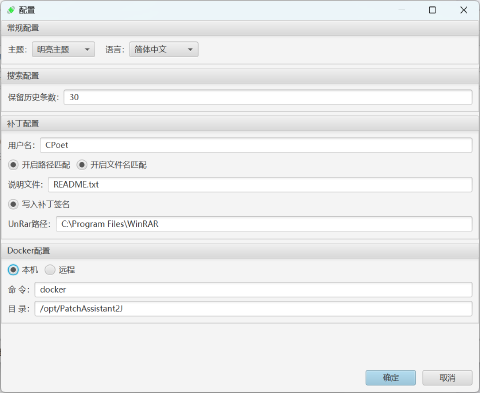 配置
常规配置
主题: 明亮主题 语言: 简体中文
搜索配置
保留历史条数: 30
补丁配置
用户名: CPoet
开启路径匹配 开启文件名匹配
说明文件: README.txt
写入补丁签名
UnRar路径: C:\Program Files\WinRAR
Docker配置
本机 远程
命 令: docker
目 录: /opt/PatchAssistant2J
确定 取消